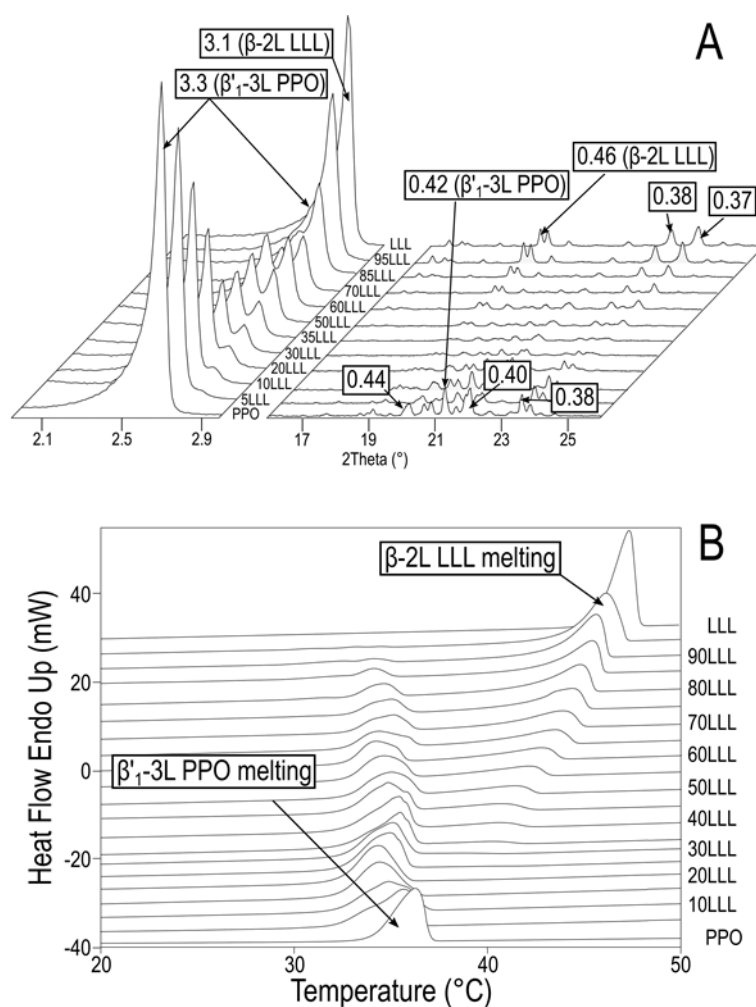 A
3.1 (β-2L LLL)
3.3 (β'₁-3L PPO)
0.46 (β-2L LLL)
0.42 (β'₁-3L PPO)
0.38
0.37
LLL
95LLL
85LLL
70LLL
60LLL
50LLL
35LLL
30LLL
20LLL
10LLL
5LLL
PPO
0.44
0.40
0.38
2.1 2.5 2.9 17 19 21 22 23 25
2Theta (°)
B
β-2L LLL melting
β'₁-3L PPO melting
Heat Flow Endo Up (mW)
40
20
0
-20
-40
LLL
90LLL
80LLL
70LLL
60LLL
50LLL
40LLL
30LLL
20LLL
10LLL
PPO
20 30 40 50
Temperature (°C)